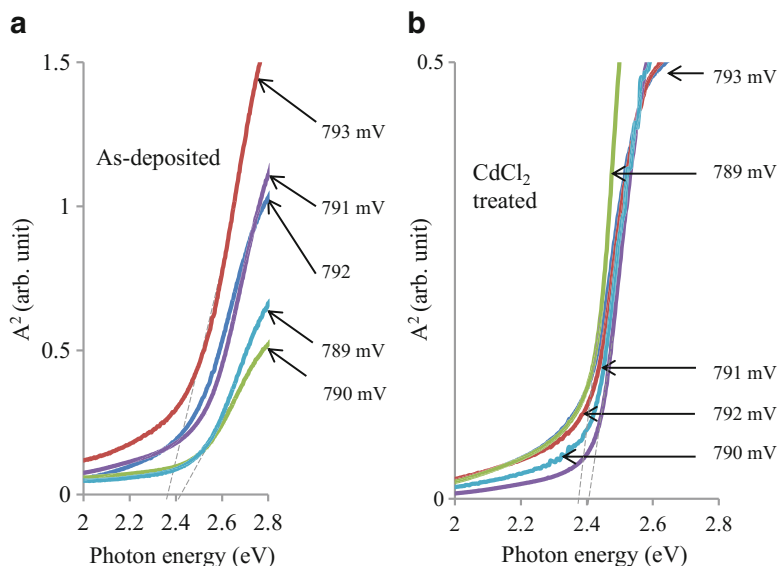 a
1.5
1
0.5
0
2 2.2 2.4 2.6 2.8
A² (arb. unit)
Photon energy (eV)
As-deposited
793 mV
791 mV
792
789 mV
790 mV
b
0.5
0
2 2.2 2.4 2.6 2.8
A² (arb. unit)
Photon energy (eV)
CdCl₂
treated
793 mV
789 mV
791 mV
792 mV
790 mV